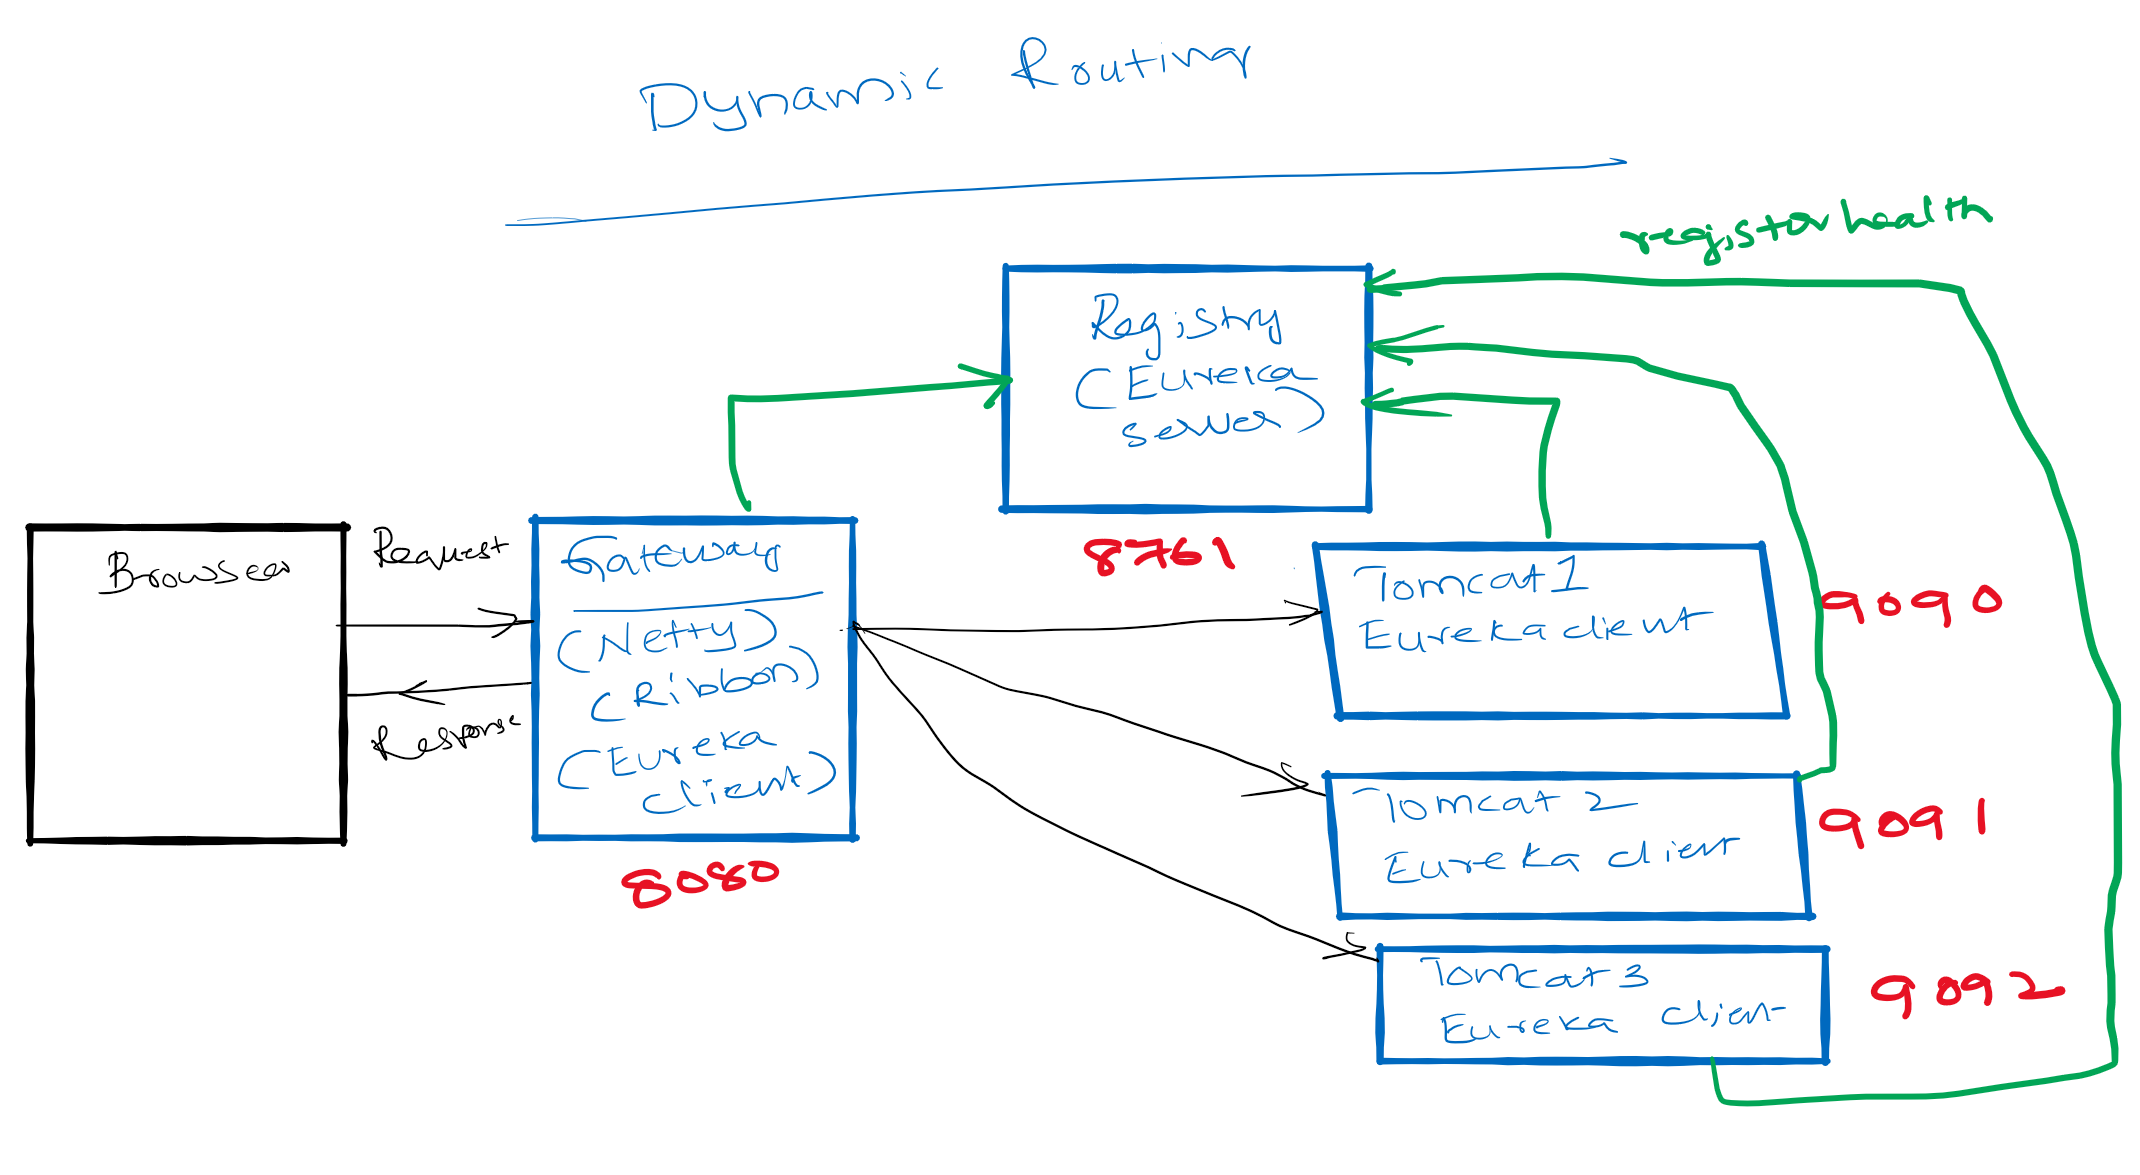 Dynamic Routing
register health
Registry
(Eureka
server)
8761
Browser
Request
Response
Gateway
(Netty)
(Ribbon)
(Eureka
client)
8080
Tomcat 1
Eureka client
9090
Tomcat 2
Eureka client
9091
Tomcat 3
Eureka client
9092